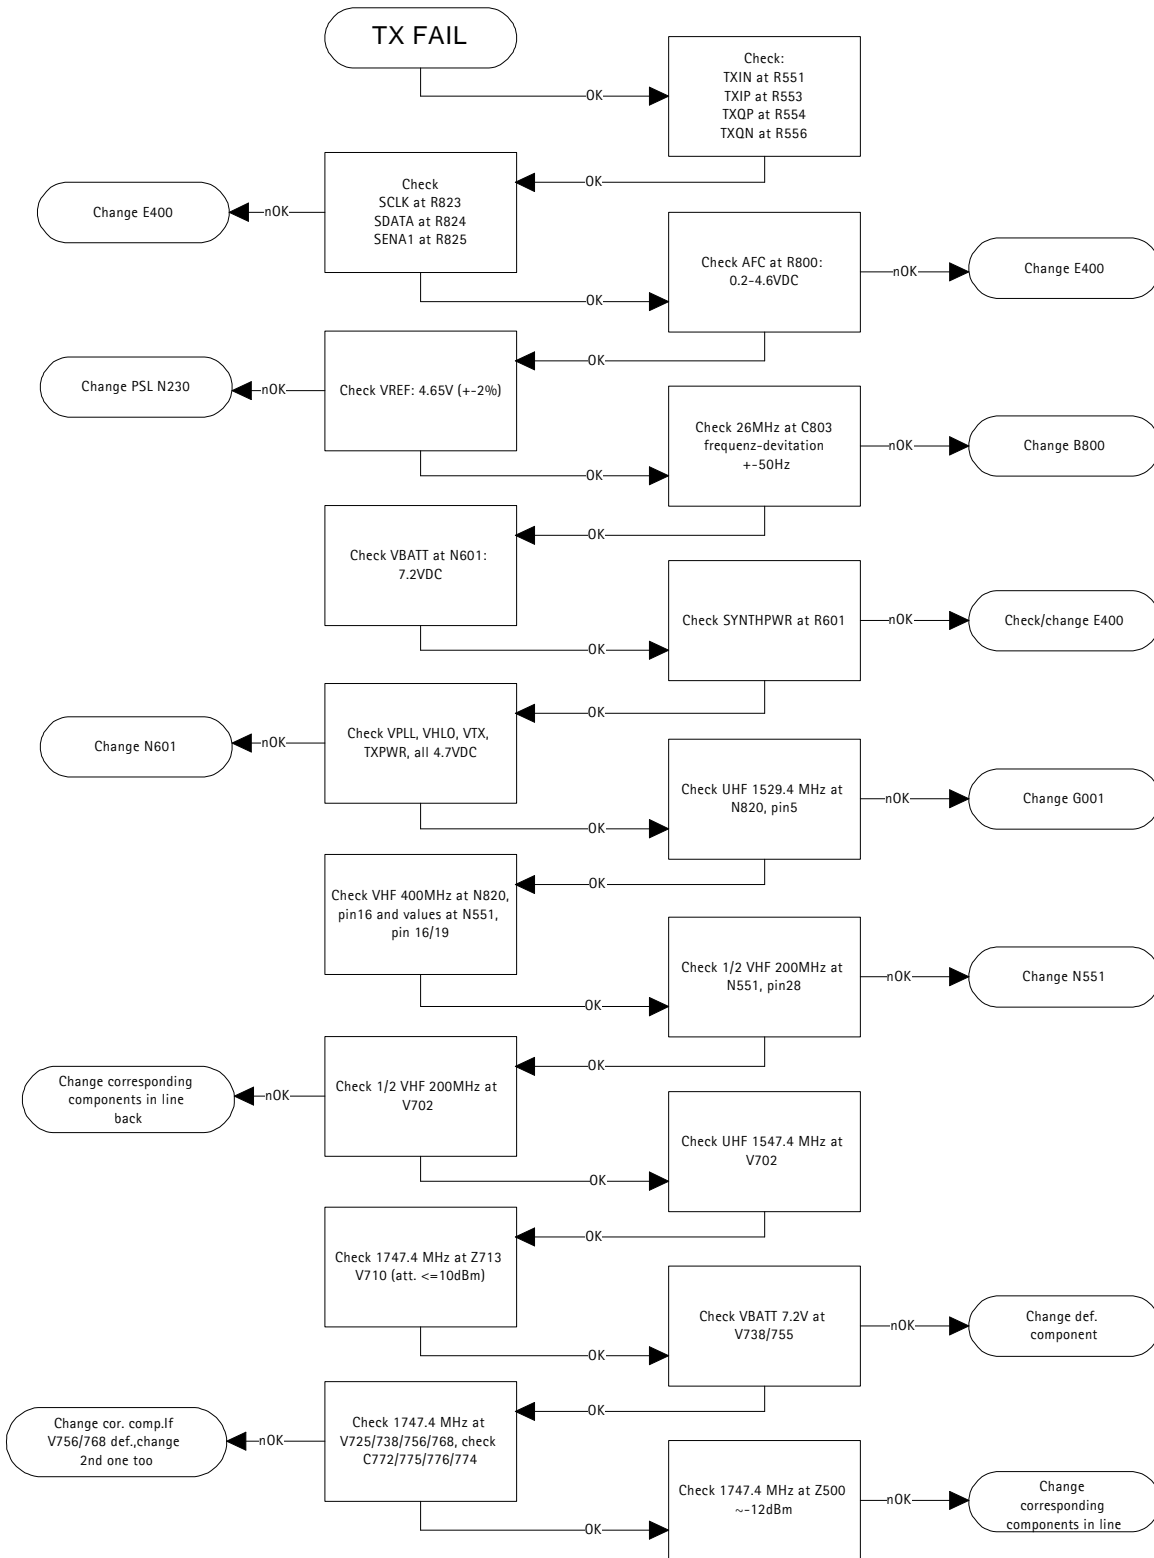 TX FAIL
Check:
TXIN at R551
TXIP at R553
TXQP at R554
TXQN at R556
OK
OK
Check
SCLK at R823
SDATA at R824
SENA1 at R825
nOK
Change E400
OK
Check AFC at R800:
0.2-4.6VDC
nOK
Change E400
OK
Check VREF: 4.65V (+-2%)
nOK
Change PSL N230
OK
Check 26MHz at C803
frequenz-devitation
+-50Hz
nOK
Change B800
OK
Check VBATT at N601:
7.2VDC
OK
Check SYNTHPWR at R601
nOK
Check/change E400
OK
Check VPLL, VHLO, VTX,
TXPWR, all 4.7VDC
nOK
Change N601
OK
Check UHF 1529.4 MHz at
N820, pin5
nOK
Change G001
OK
Check VHF 400MHz at N820,
pin16 and values at N551,
pin 16/19
OK
Check 1/2 VHF 200MHz at
N551, pin28
nOK
Change N551
OK
Check 1/2 VHF 200MHz at
V702
nOK
Change corresponding
components in line
back
OK
Check UHF 1547.4 MHz at
V702
OK
Check 1747.4 MHz at Z713
V710 (att. <=10dBm)
OK
Check VBATT 7.2V at
V738/755
nOK
Change def.
component
OK
Check 1747.4 MHz at
V725/738/756/768, check
C772/775/776/774
nOK
Change cor. comp.If
V756/768 def.,change
2nd one too
OK
Check 1747.4 MHz at Z500
~-12dBm
nOK
Change
corresponding
components in line